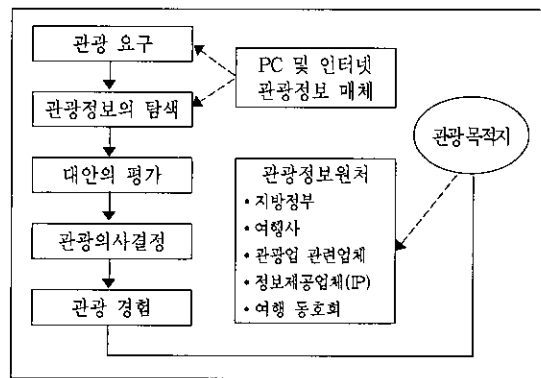 관광 요구
관광정보의 탐색
대안의 평가
관광의사결정
관광 경험
PC 및 인터넷
관광정보 매체
관광정보원처
• 지방정부
• 여행사
• 관광업 관련업체
• 정보제공업체(IP)
• 여행 동호회
관광목적지